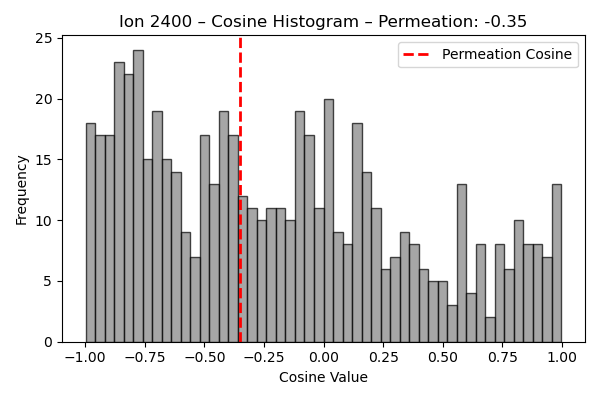 Ion 2400 – Cosine Histogram – Permeation: -0.35
Permeation Cosine
Frequency
25
20
15
10
5
0
−1.00 −0.75 −0.50 −0.25 0.00 0.25 0.50 0.75 1.00
Cosine Value